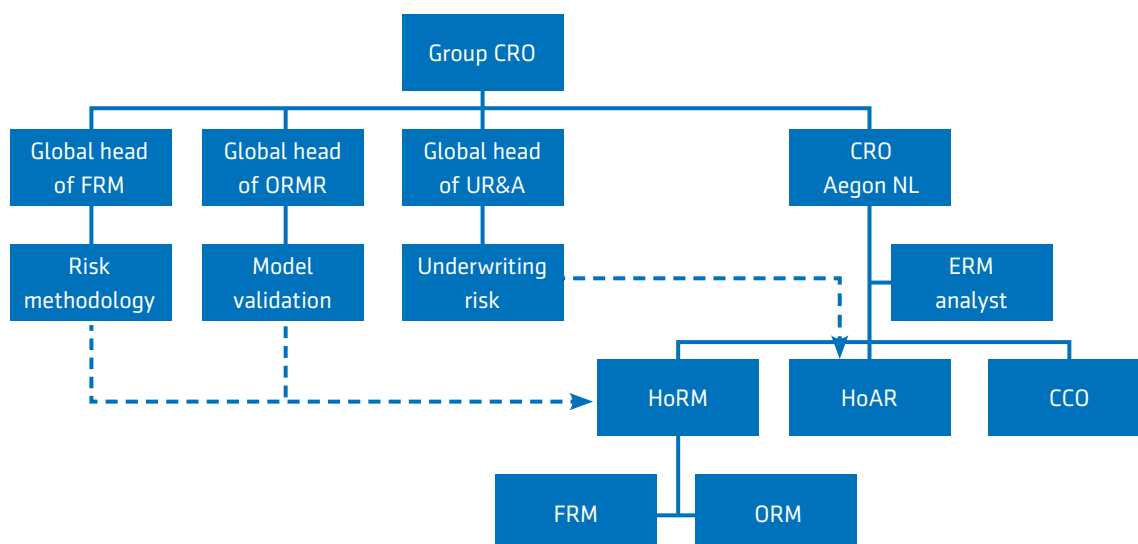 Group CRO
Global head
of FRM
Global head
of ORMR
Global head
of UR&A
CRO
Aegon NL
Risk
methodology
Model
validation
Underwriting
risk
ERM
analyst
HoRM
HoAR
CCO
FRM
ORM